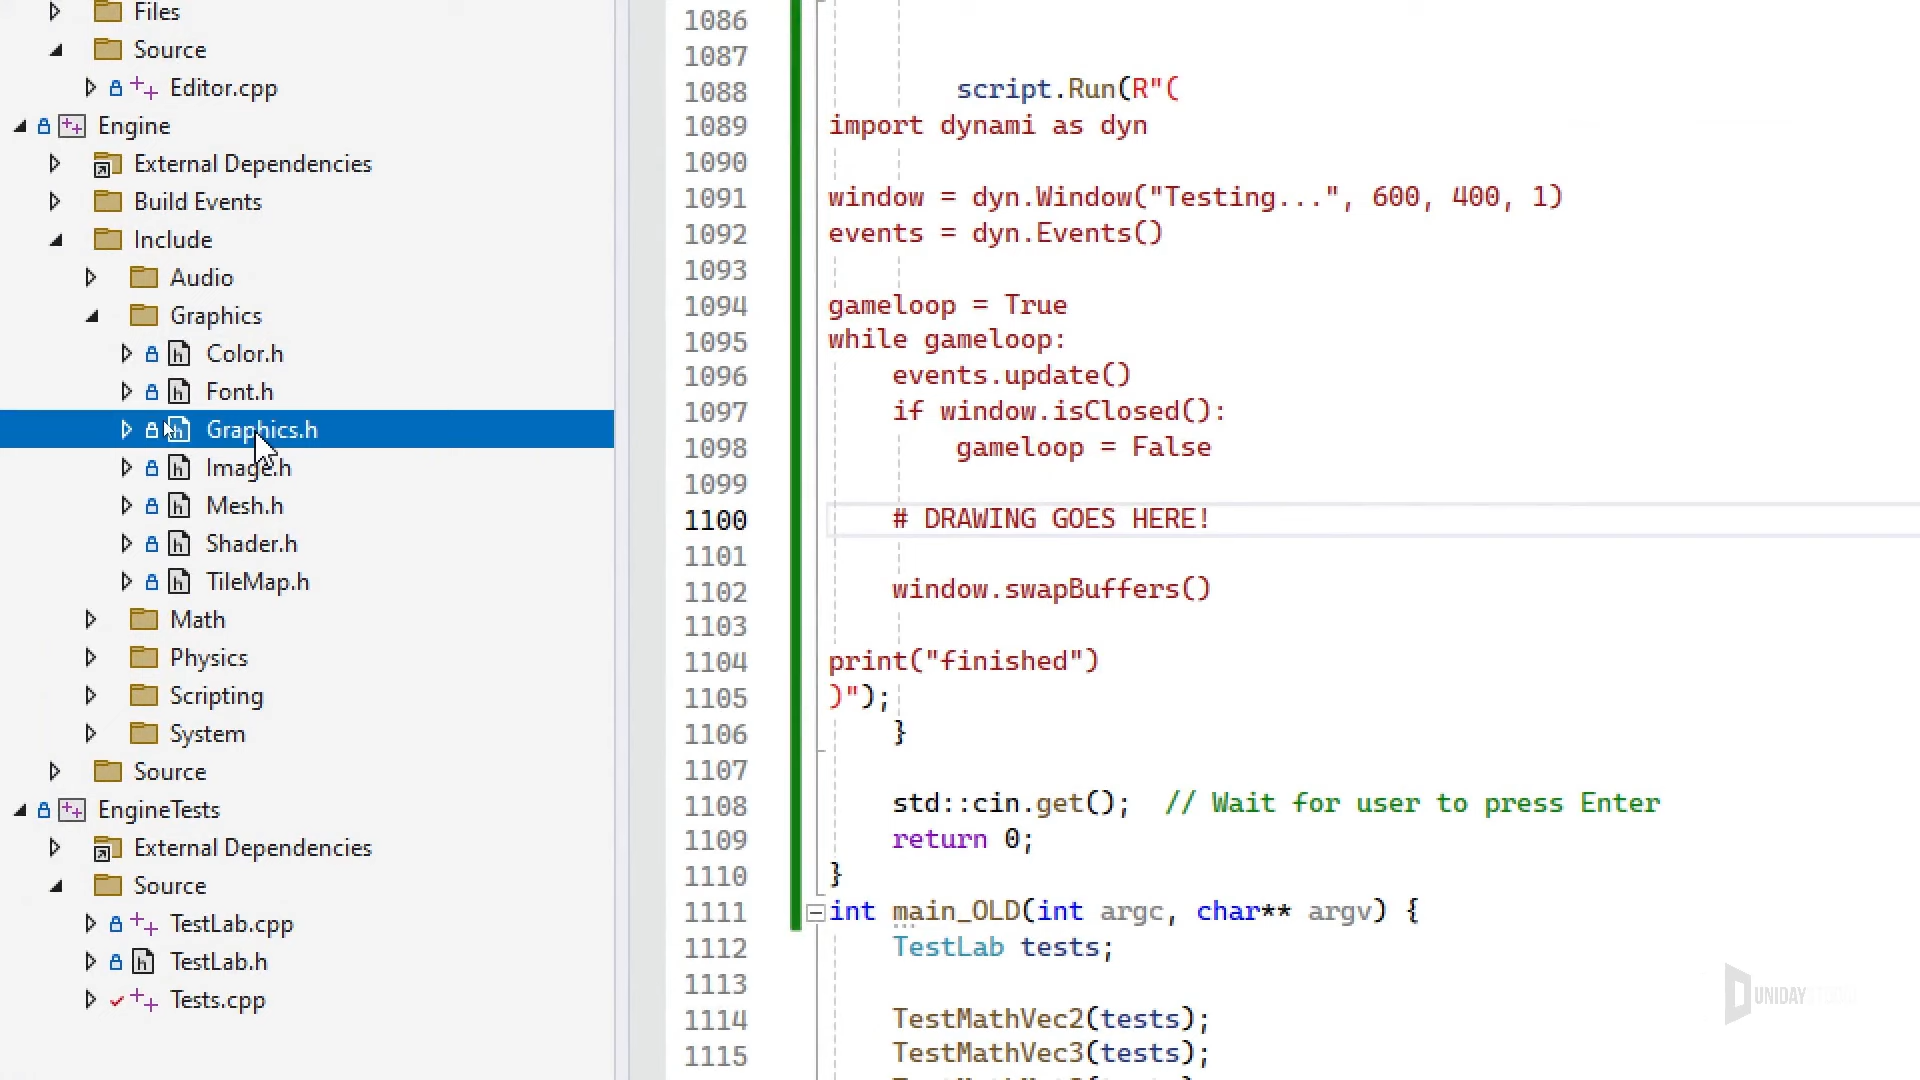 Files
Source
Editor.cpp
Engine
External Dependencies
Build Events
Include
Audio
Graphics
Color.h
Font.h
Graphics.h
Image.h
Mesh.h
Shader.h
TileMap.h
Math
Physics
Scripting
System
Source
EngineTests
External Dependencies
Source
TestLab.cpp
TestLab.h
Tests.cpp
1086
1087
1088 script.Run(R"(
1089 import dynami as dyn
1090
1091 window = dyn.Window("Testing...", 600, 400, 1)
1092 events = dyn.Events()
1093
1094 gameloop = True
1095 while gameloop:
1096 events.update()
1097 if window.isClosed():
1098 gameloop = False
1099
1100 # DRAWING GOES HERE!
1101
1102 window.swapBuffers()
1103
1104 print("finished")
1105 )");
1106 }
1107
1108 std::cin.get(); // Wait for user to press Enter
1109 return 0;
1110 }
1111 int main_OLD(int argc, char** argv) {
1112 TestLab tests;
1113
1114 TestMathVec2(tests);
1115 TestMathVec3(tests);
UNIDAY